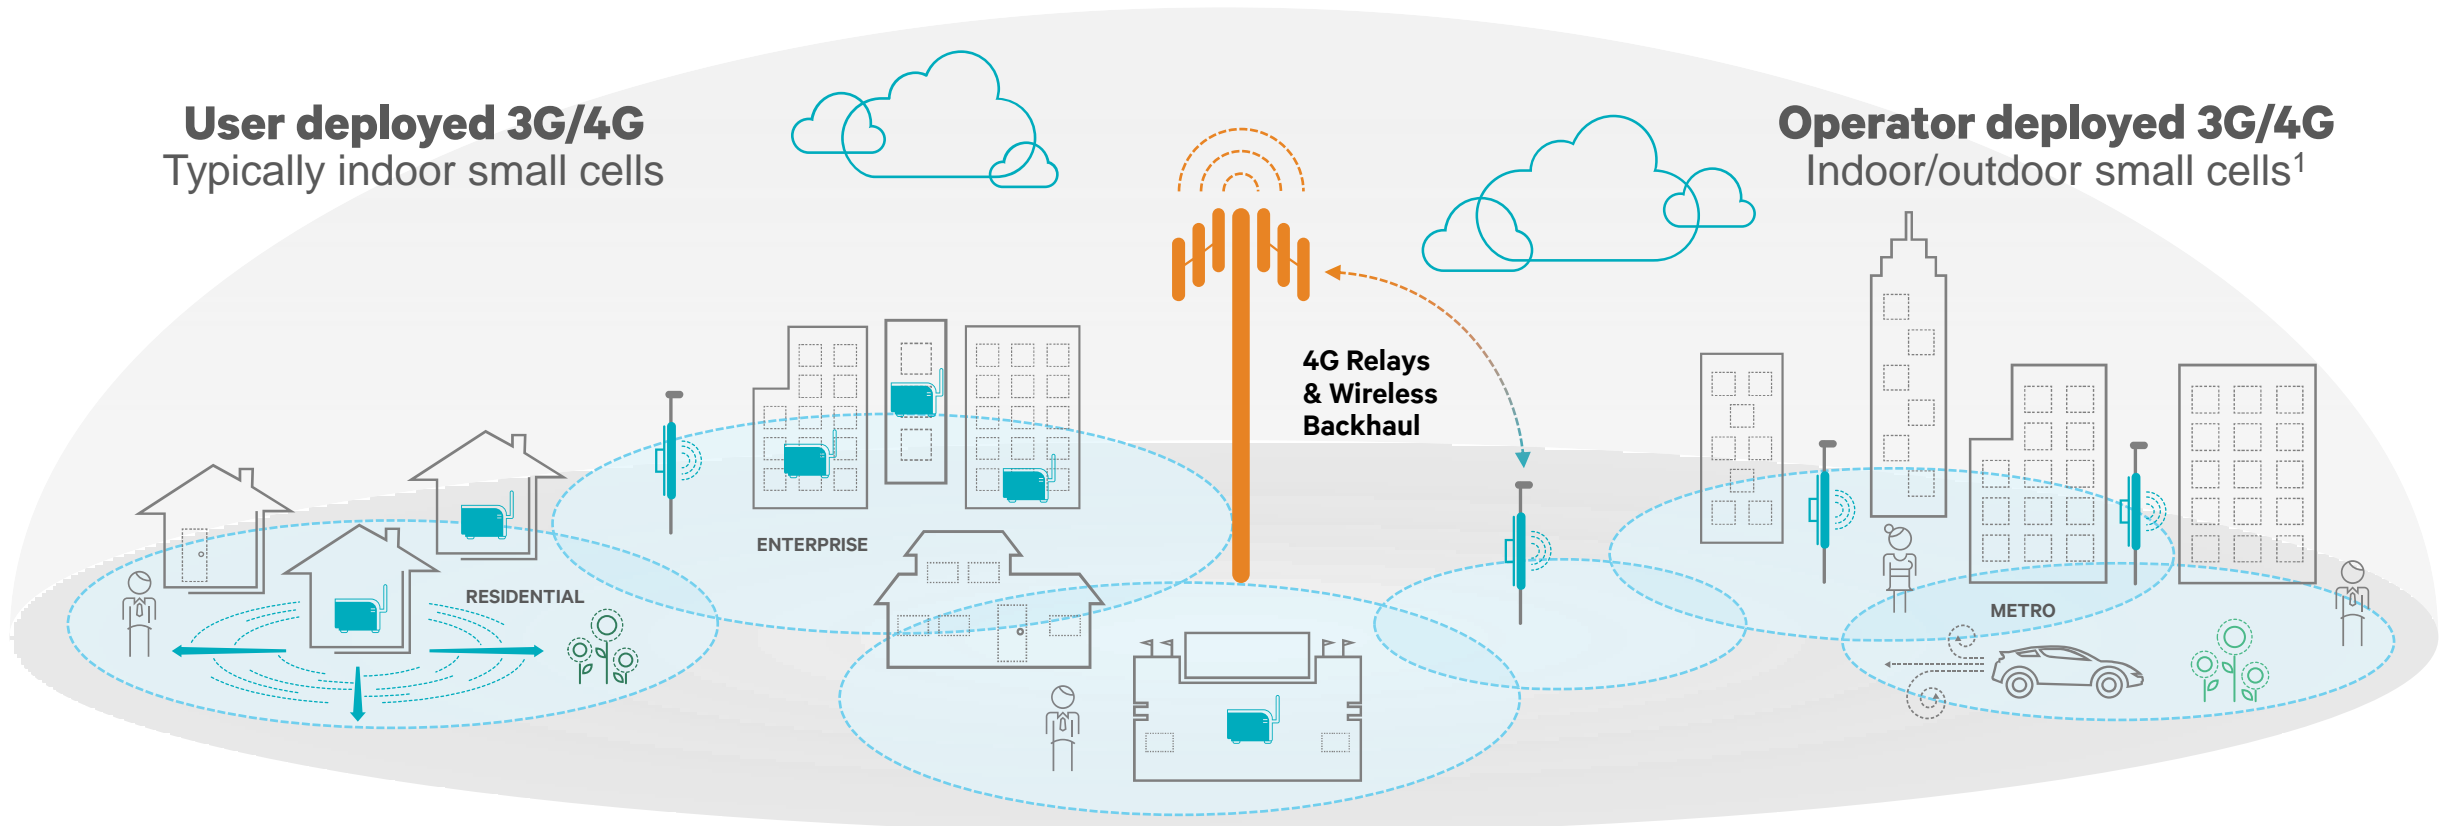 User deployed 3G/4G
Typically indoor small cells
Operator deployed 3G/4G
Indoor/outdoor small cells¹
4G Relays
& Wireless
Backhaul
ENTERPRISE
RESIDENTIAL
METRO